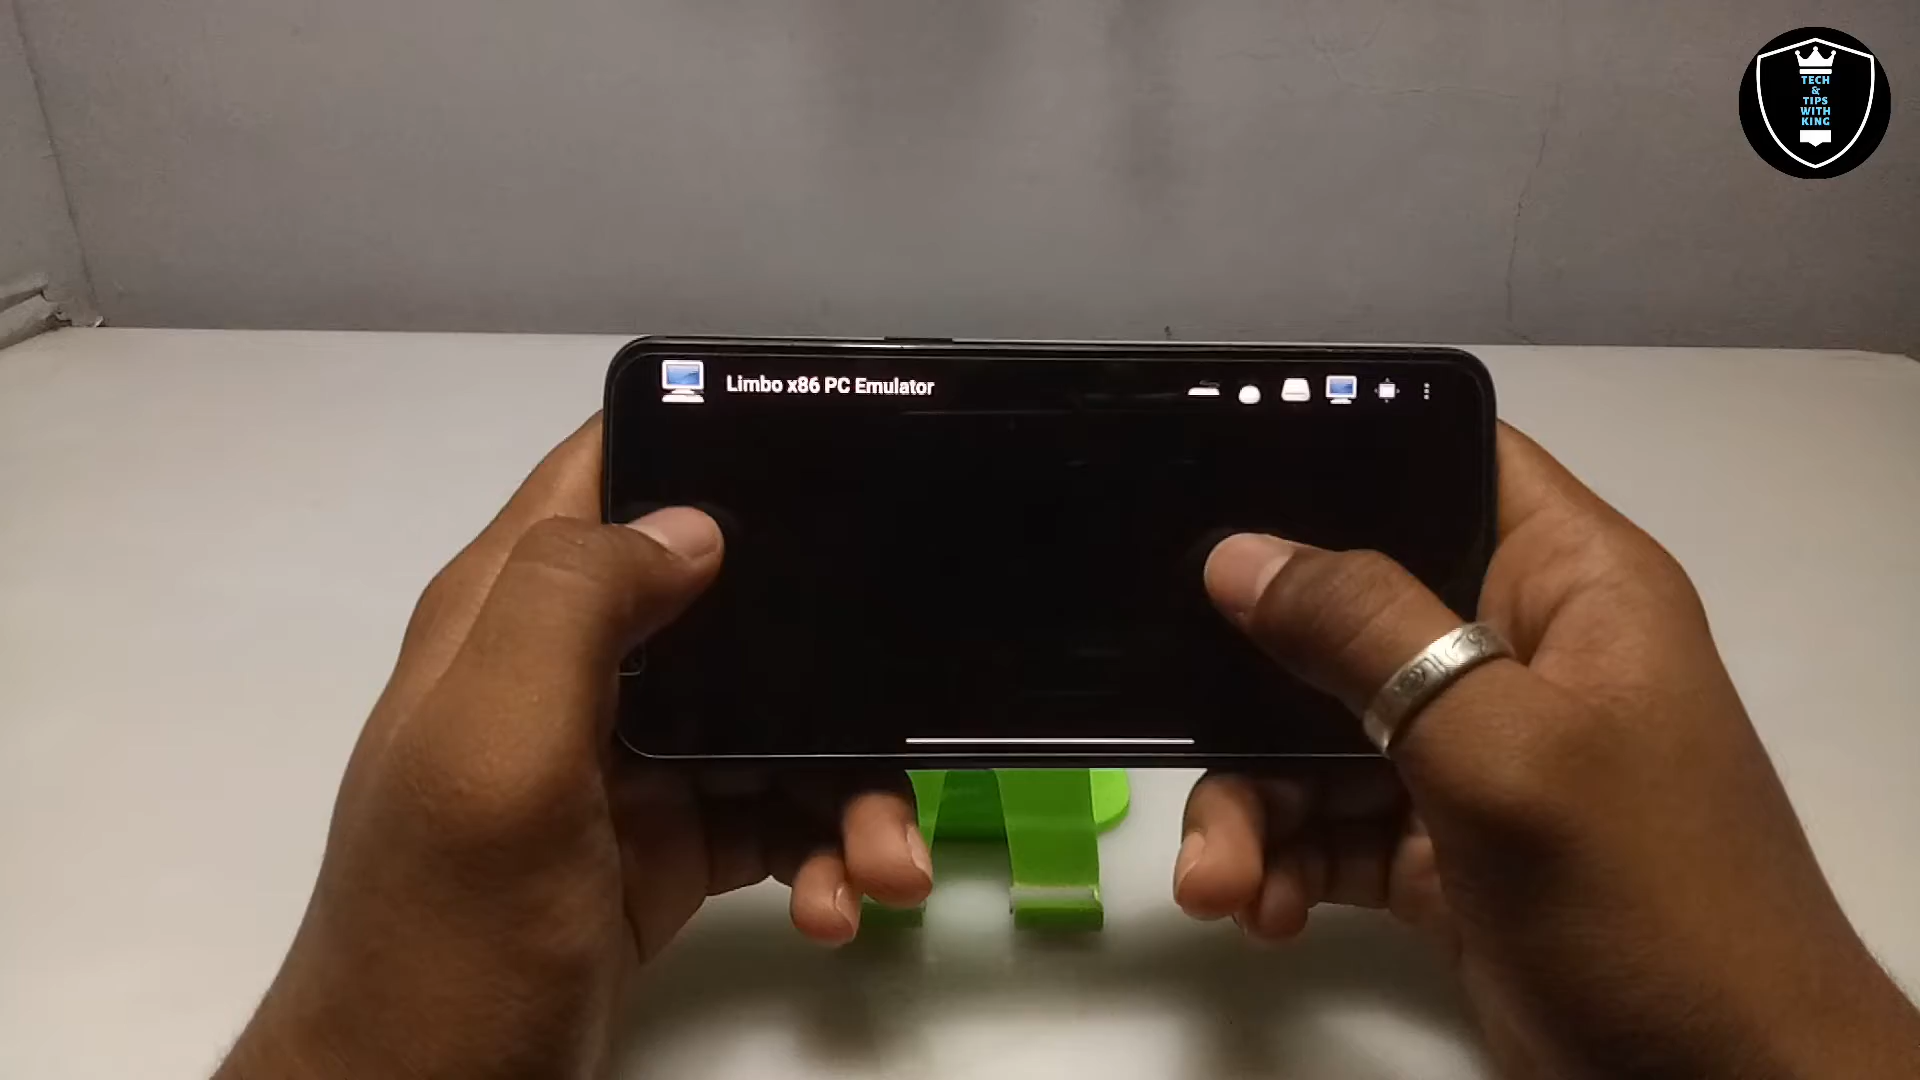 TECH
&
TIPS
WITH
KING
Limbo x86 PC Emulator